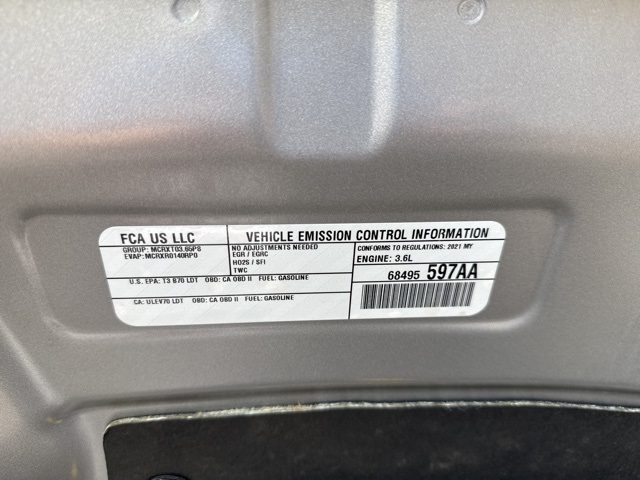 FCA US LLC
GROUP: MCRXT03.65P8
EVAP: MCRXR0140RP0
VEHICLE EMISSION CONTROL INFORMATION
NO ADJUSTMENTS NEEDED
EGR / EGRC
HO2S / SFI
TWC
CONFORMS TO REGULATIONS: 2021 MY
ENGINE: 3.6L
68495 597AA
U.S. EPA: T3 B70 LDT OBD: CA OBD II FUEL: GASOLINE
CA: ULEV70 LDT OBD: CA OBD II FUEL: GASOLINE